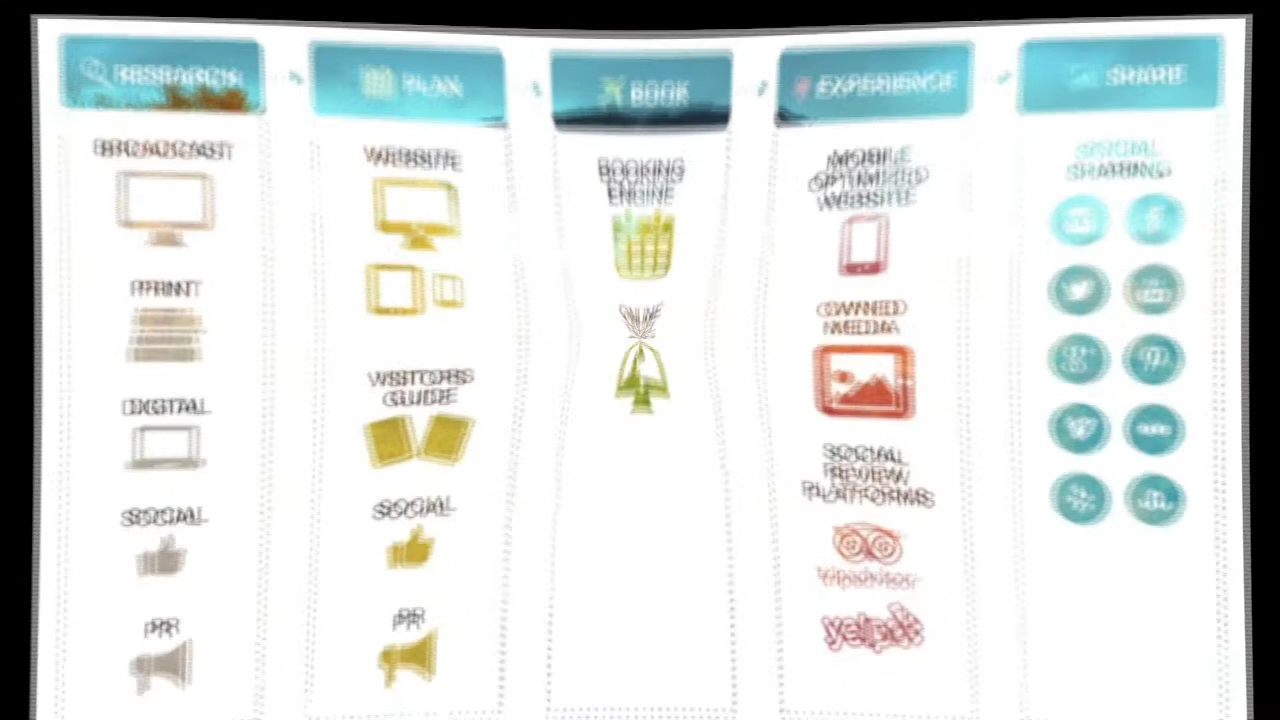 RESEARCH
BROADCAST
PRINT
DIGITAL
SOCIAL
PR
PLAN
WEBSITE
VISITORS
GUIDE
SOCIAL
PR
BOOK
BOOKING
ENGINE
ONLINE
EXPERIENCE
MOBILE
OPTIMIZED
WEBSITE
OWNED
MEDIA
SOCIAL
REVIEW
PLATFORMS
tripadvisor
yelp
SHARE
SOCIAL
SHARING